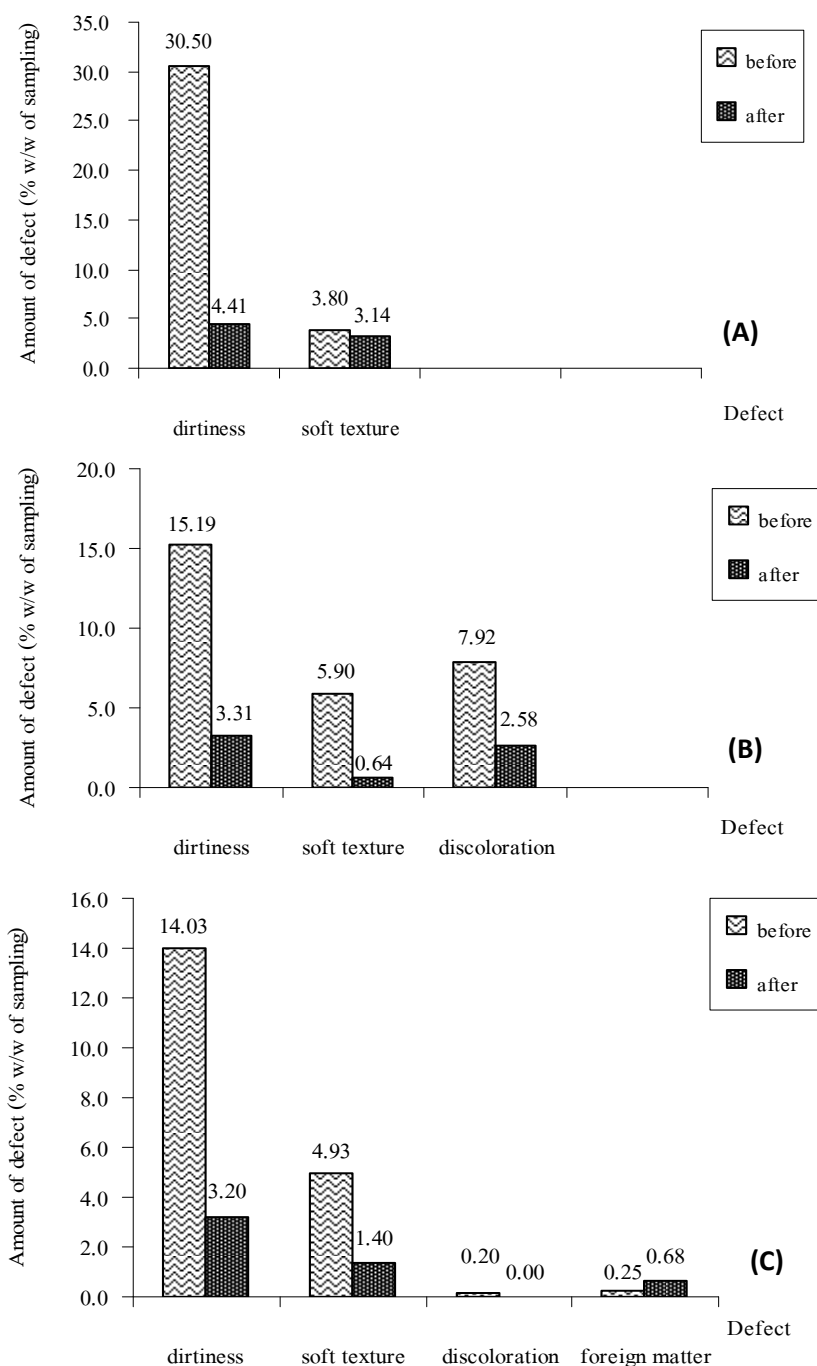 Amount of defect (% w/w of sampling)
35.0
30.0
25.0
20.0
15.0
10.0
5.0
0.0
30.50
4.41
3.80
3.14
before
after
(A)
Defect
dirtiness soft texture
Amount of defect (% w/w of sampling)
20.0
15.0
10.0
5.0
0.0
15.19
3.31
5.90
0.64
7.92
2.58
before
after
(B)
Defect
dirtiness soft texture discoloration
Amount of defect (% w/w of sampling)
16.0
14.0
12.0
10.0
8.0
6.0
4.0
2.0
0.0
14.03
3.20
4.93
1.40
0.20
0.00
0.25
0.68
before
after
(C)
Defect
dirtiness soft texture discoloration foreign matter